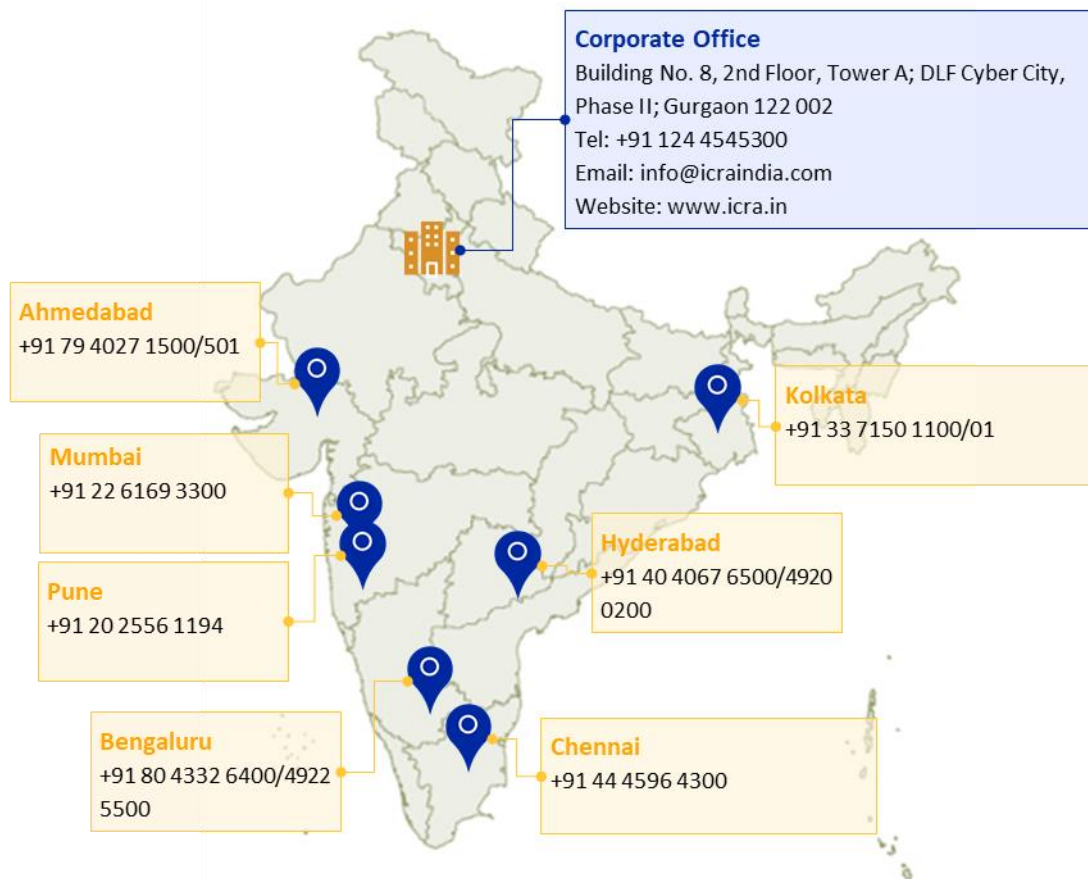 Corporate Office
Building No. 8, 2nd Floor, Tower A; DLF Cyber City,
Phase II; Gurgaon 122 002
Tel: +91 124 4545300
Email: info@icraindia.com
Website: www.icra.in
Ahmedabad
+91 79 4027 1500/501
Kolkata
+91 33 7150 1100/01
Mumbai
+91 22 6169 3300
Hyderabad
+91 40 4067 6500/4920
0200
Pune
+91 20 2556 1194
Bengaluru
+91 80 4332 6400/4922
5500
Chennai
+91 44 4596 4300